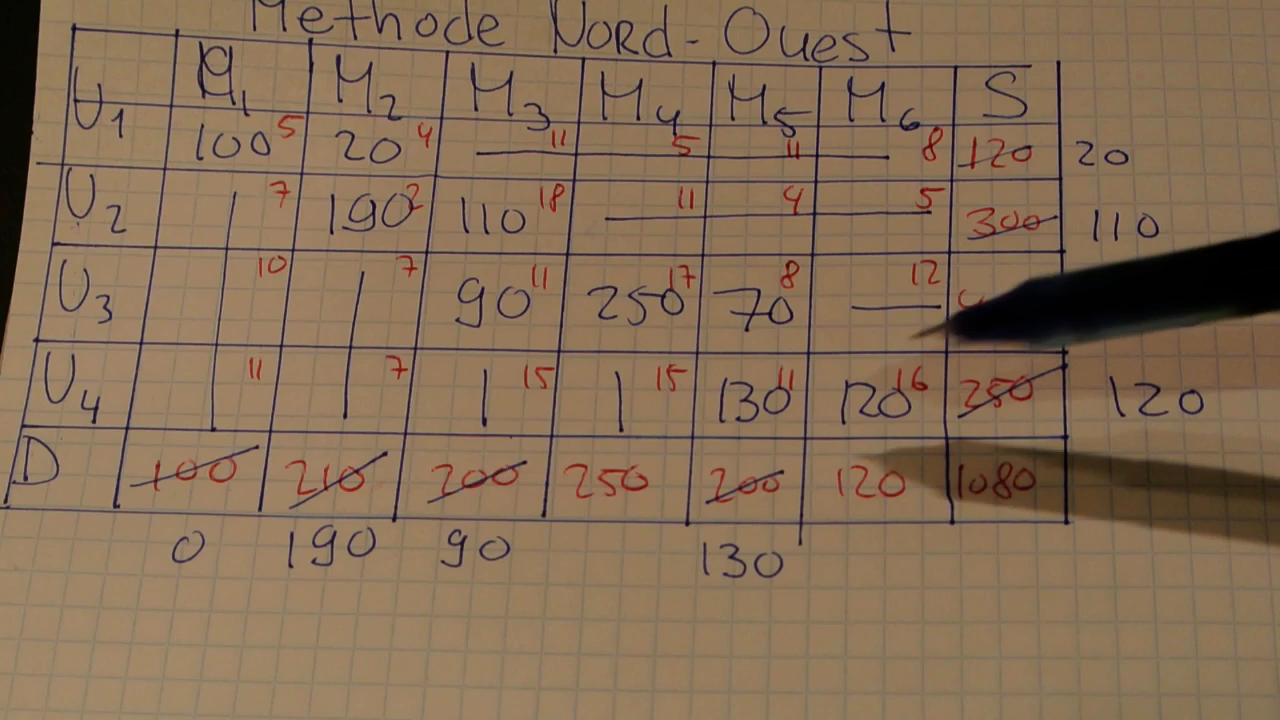 Methode Nord-Ouest
M1 M2 M3 M4 M5 M6 S
U1 100 5 20 4 11 5 11 8 120 20
U2 7 190 2 110 18 11 4 5 300 110
U3 10 7 90 11 250 17 70 8 12
U4 11 7 15 15 130 11 120 16 250 120
D 100 210 200 250 200 120 1080
0 190 90 130